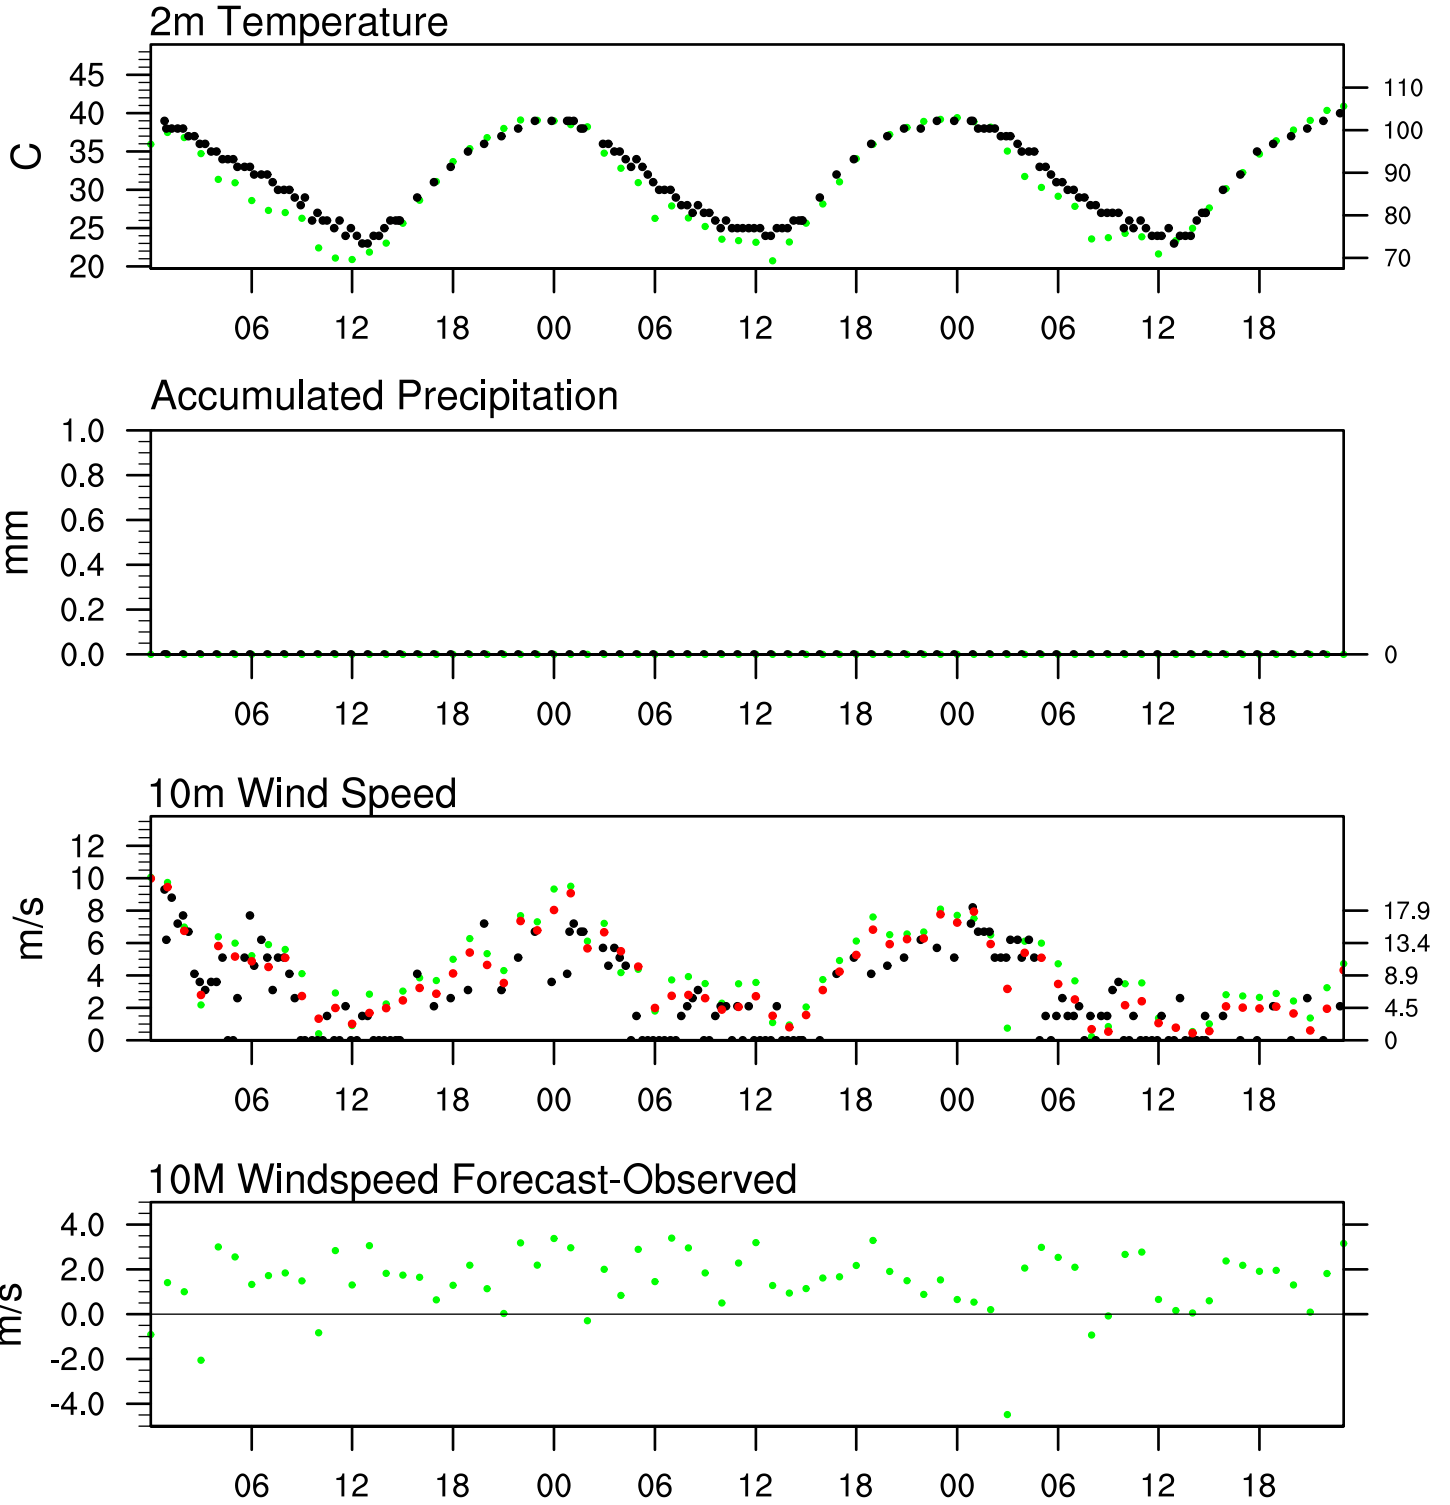 2m Temperature
C
45
40
35
30
25
20
110
100
90
80
70
06 12 18 00 06 12 18 00 06 12 18
Accumulated Precipitation
mm
1.0
0.8
0.6
0.4
0.2
0.0
0
06 12 18 00 06 12 18 00 06 12 18
10m Wind Speed
m/s
12
10
8
6
4
2
0
17.9
13.4
8.9
4.5
0
06 12 18 00 06 12 18 00 06 12 18
10M Windspeed Forecast-Observed
m/s
4.0
2.0
0.0
-2.0
-4.0
06 12 18 00 06 12 18 00 06 12 18